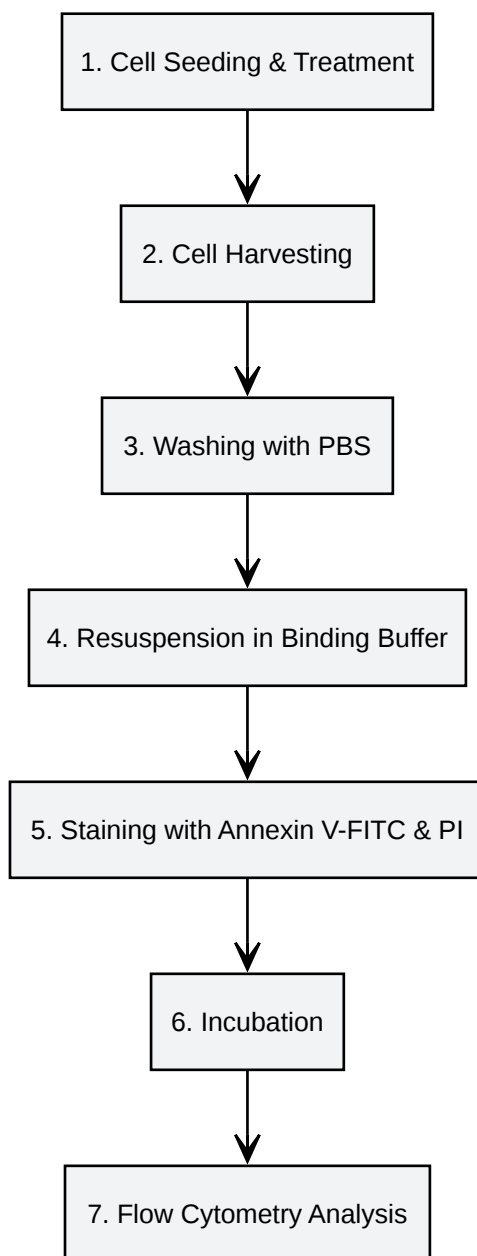 1. Cell Seeding & Treatment
2. Cell Harvesting
3. Washing with PBS
4. Resuspension in Binding Buffer
5. Staining with Annexin V-FITC & PI
6. Incubation
7. Flow Cytometry Analysis